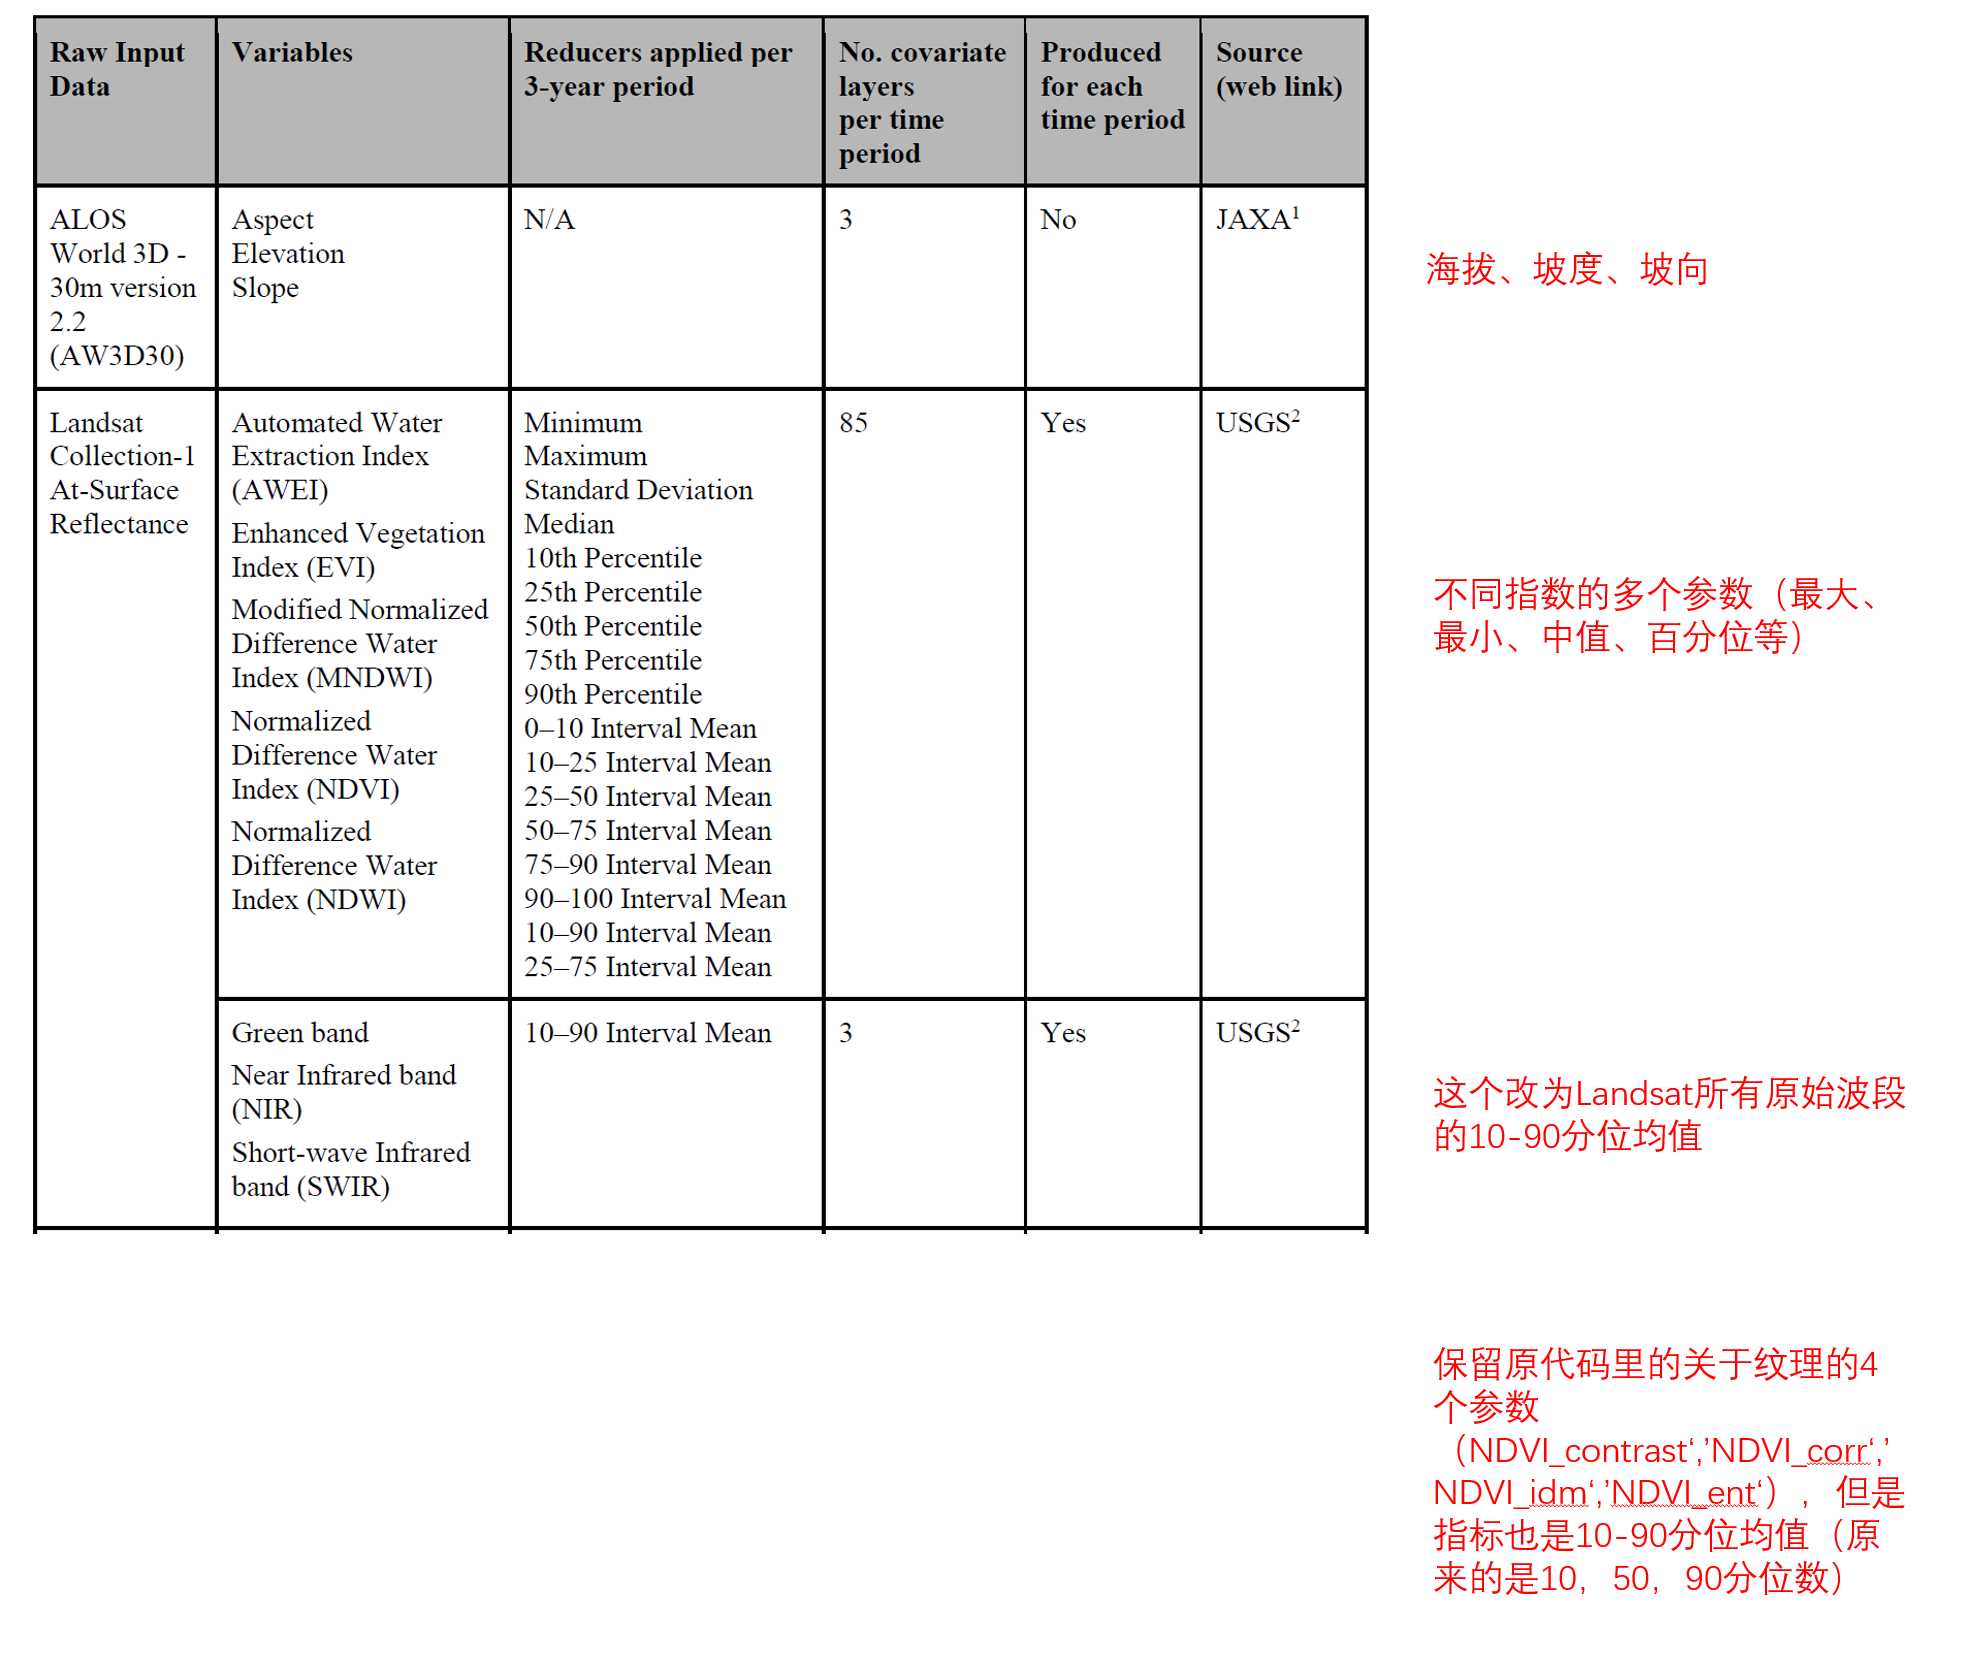 Raw Input
Data
Variables
Reducers applied per
3-year period
No. covariate
layers
per time
period
Produced
for each
time period
Source
(web link)
ALOS
World 3D -
30m version
2.2
(AW3D30)
Aspect
Elevation
Slope
N/A
3
No
JAXA¹
海拔、坡度、坡向
Landsat
Collection-1
At-Surface
Reflectance
Automated Water
Extraction Index
(AWEI)
Enhanced Vegetation
Index (EVI)
Modified Normalized
Difference Water
Index (MNDWI)
Normalized
Difference Water
Index (NDVI)
Normalized
Difference Water
Index (NDWI)
Minimum
Maximum
Standard Deviation
Median
10th Percentile
25th Percentile
50th Percentile
75th Percentile
90th Percentile
0–10 Interval Mean
10–25 Interval Mean
25–50 Interval Mean
50–75 Interval Mean
75–90 Interval Mean
90–100 Interval Mean
10–90 Interval Mean
25–75 Interval Mean
85
Yes
USGS²
不同指数的多个参数（最大、
最小、中值、百分位等）
Green band
Near Infrared band
(NIR)
Short-wave Infrared
band (SWIR)
10–90 Interval Mean
3
Yes
USGS²
这个改为Landsat所有原始波段
的10-90分位均值
保留原代码里的关于纹理的4
个参数
（NDVI_contrast‘,’NDVI_corr‘,’
NDVI_idm‘,’NDVI_ent‘），但是
指标也是10-90分位均值（原
来的是10，50，90分位数）